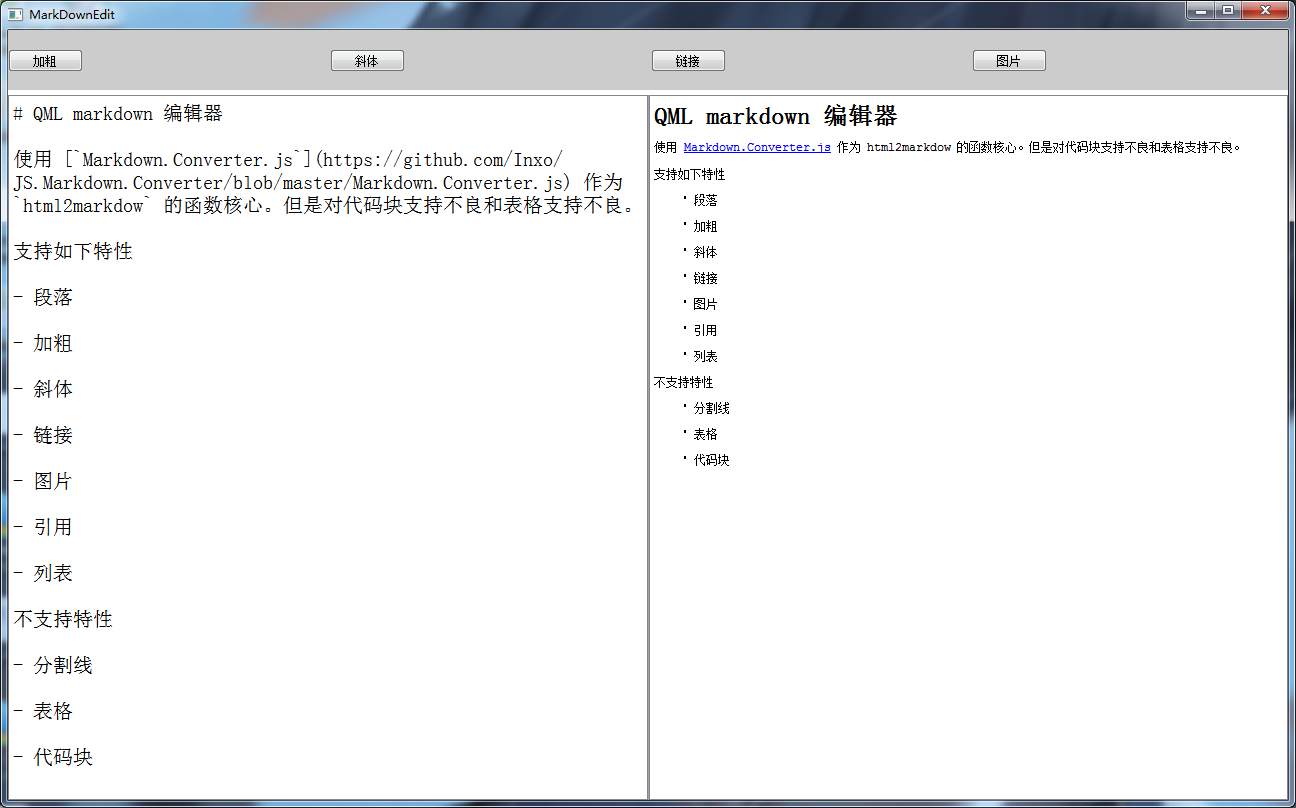 MarkDownEdit
加粗
斜体
链接
图片
# QML markdown 编辑器
使用 [`Markdown.Converter.js`](https://github.com/Inxo/
JS.Markdown.Converter/blob/master/Markdown.Converter.js) 作为
`html2markdow` 的函数核心。但是对代码块支持不良和表格支持不良。
支持如下特性
- 段落
- 加粗
- 斜体
- 链接
- 图片
- 引用
- 列表
不支持特性
- 分割线
- 表格
- 代码块
QML markdown 编辑器
使用 Markdown.Converter.js 作为 html2markdow 的函数核心。但是对代码块支持不良和表格支持不良。
支持如下特性
· 段落
· 加粗
· 斜体
· 链接
· 图片
· 引用
· 列表
不支持特性
· 分割线
· 表格
· 代码块